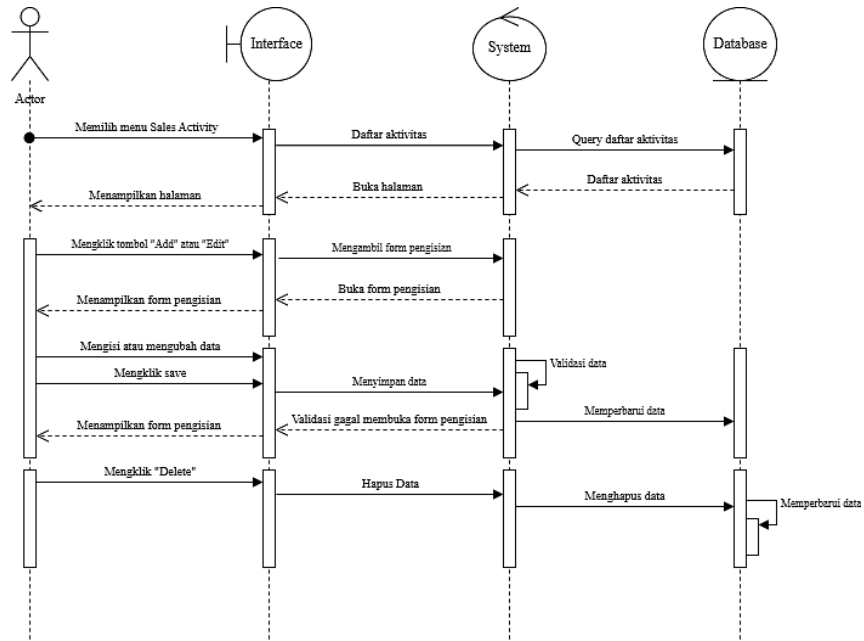 Actor
Interface
System
Database
Memilih menu Sales Activity
Daftar aktivitas
Query daftar aktivitas
Daftar aktivitas
Buka halaman
Menampilkan halaman
Mengklik tombol "Add" atau "Edit"
Mengambil form pengisian
Buka form pengisian
Menampilkan form pengisian
Mengisi atau mengubah data
Validasi data
Mengklik save
Menyimpan data
Memperbarui data
Validasi gagal membuka form pengisian
Menampilkan form pengisian
Mengklik "Delete"
Hapus Data
Menghapus data
Memperbarui data